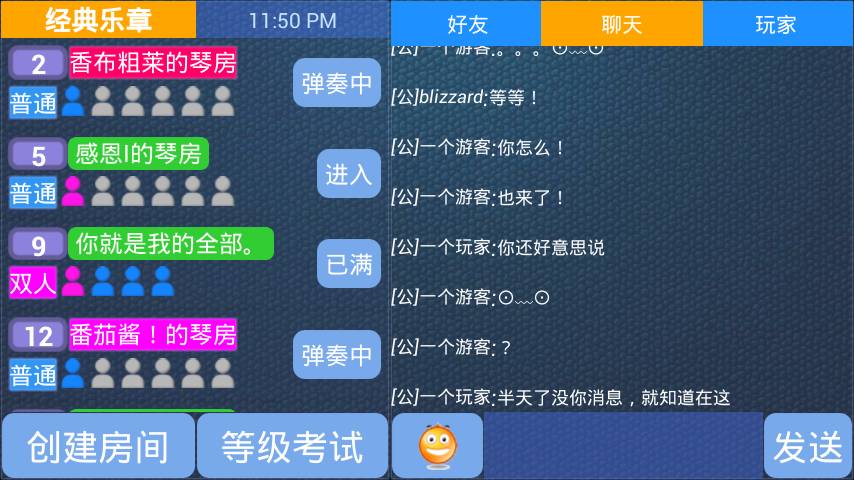 经典乐章
11:50 PM
2
香布粗莱的琴房
弹奏中
普通
5
感恩I的琴房
进入
普通
9
你就是我的全部。
已满
双人
12
番茄酱！的琴房
弹奏中
普通
创建房间
等级考试
好友
聊天
玩家
[公]一个游客:。。。⊙﹏⊙
[公]blizzard:等等！
[公]一个游客:你怎么！
[公]一个游客:也来了！
[公]一个玩家:你还好意思说
[公]一个游客:⊙﹏⊙
[公]一个游客:？
[公]一个玩家:半天了没你消息，就知道在这
发送